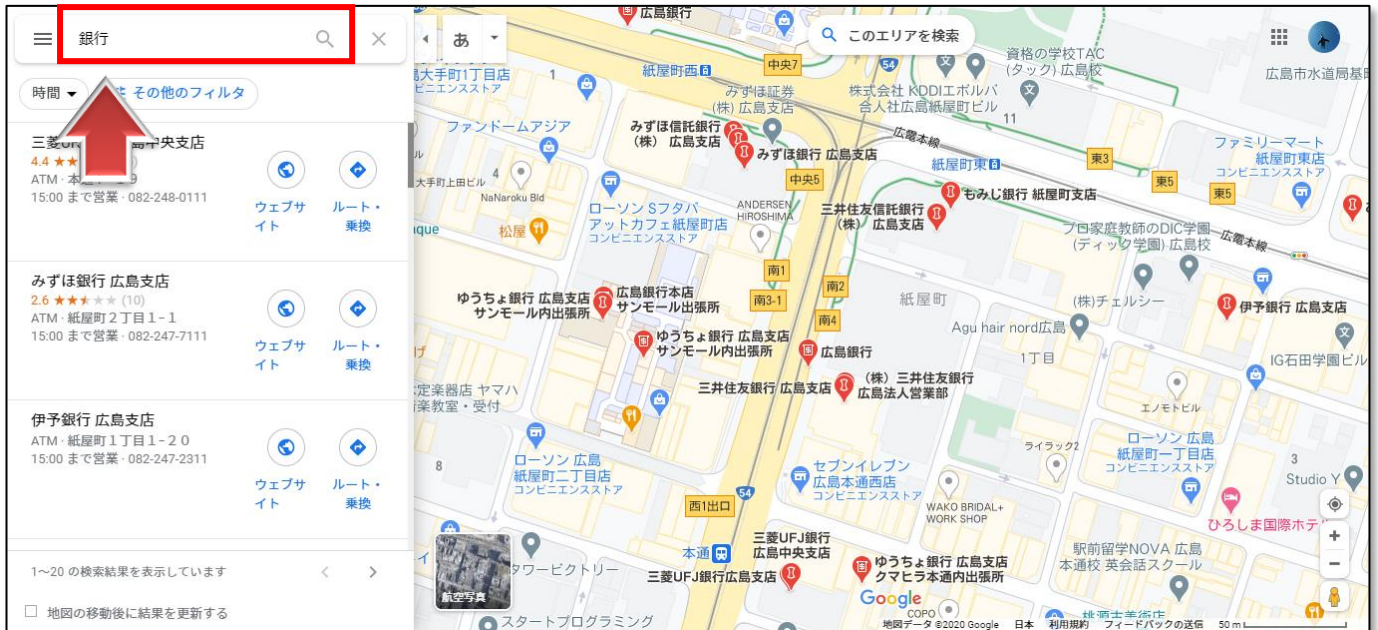 銀行
時間
その他のフィルタ
4.4
ATM
15:00 まで営業 · 082-248-0111
ウェブサ
イト
ルート・
乗換
みずほ銀行 広島支店
2.6 (10)
ATM · 紙屋町2丁目1-1
15:00 まで営業 · 082-247-7111
ウェブサ
イト
ルート・
乗換
伊予銀行 広島支店
ATM · 紙屋町1丁目1-20
15:00 まで営業 · 082-247-2311
ウェブサ
イト
ルート・
乗換
1~20 の検索結果を表示しています
地図の移動後に結果を更新する
あ
広島銀行
このエリアを検索
資格の学校TAC
(タック) 広島校
大手町1丁目店
ビニエンスストア
1
紙屋町西
中央7
54
広島市水道局基
みずほ証券
(株) 広島支店
株式会社 KDDIエボルバ
合人社広島紙屋町ビル
11
ファンドームアジア
みずほ信託銀行
(株) 広島支店
みずほ銀行 広島支店
広電本線
紙屋町東
東3
ファミリーマート
紙屋町東店
コンビニエンスストア
大手町上田ビル
4
NaNaroku Bld
中央5
東5
東5
もみじ銀行 紙屋町支店
ローソン Sフタバ
アットカフェ紙屋町店
コンビニエンスストア
ANDERSEN
HIROSHIMA
三井住友信託銀行
(株) 広島支店
プロ家庭教師のDIC学園
(ディック学園) 広島校
広電本線
que
松屋
南1
南2
南3-1
南4
紙屋町
(株)チェルシー
伊予銀行 広島支店
ゆうちょ銀行 広島支店
サンモール内出張所
広島銀行本店
サンモール出張所
Agu hair nord広島
ゆうちょ銀行 広島支店
サンモール内出張所
広島銀行
1丁目
IG石田学園ビル
定楽器店 ヤマハ
楽教室・受付
三井住友銀行 広島支店
(株) 三井住友銀行
広島法人営業部
エノモトビル
8
ローソン 広島
紙屋町二丁目店
コンビニエンスストア
セブンイレブン
広島本通西店
コンビニエンスストア
ライラック2
ローソン 広島
紙屋町一丁目店
コンビニエンスストア
3
Studio Y
西1出口
54
WAKO BRIDAL+
WORK SHOP
ひろしま国際ホテ
本通
三菱UFJ銀行
広島中央支店
三菱UFJ銀行広島支店
ゆうちょ銀行 広島支店
クマヒラ本通内出張所
駅前留学NOVA 広島
本通校 英会話スクール
タワービクトリー
航空写真
Google
COPO
桃源古美術店
スタートプログラミング
地図データ ©2020 Google 日本 利用規約 フィードバックの送信 50 m